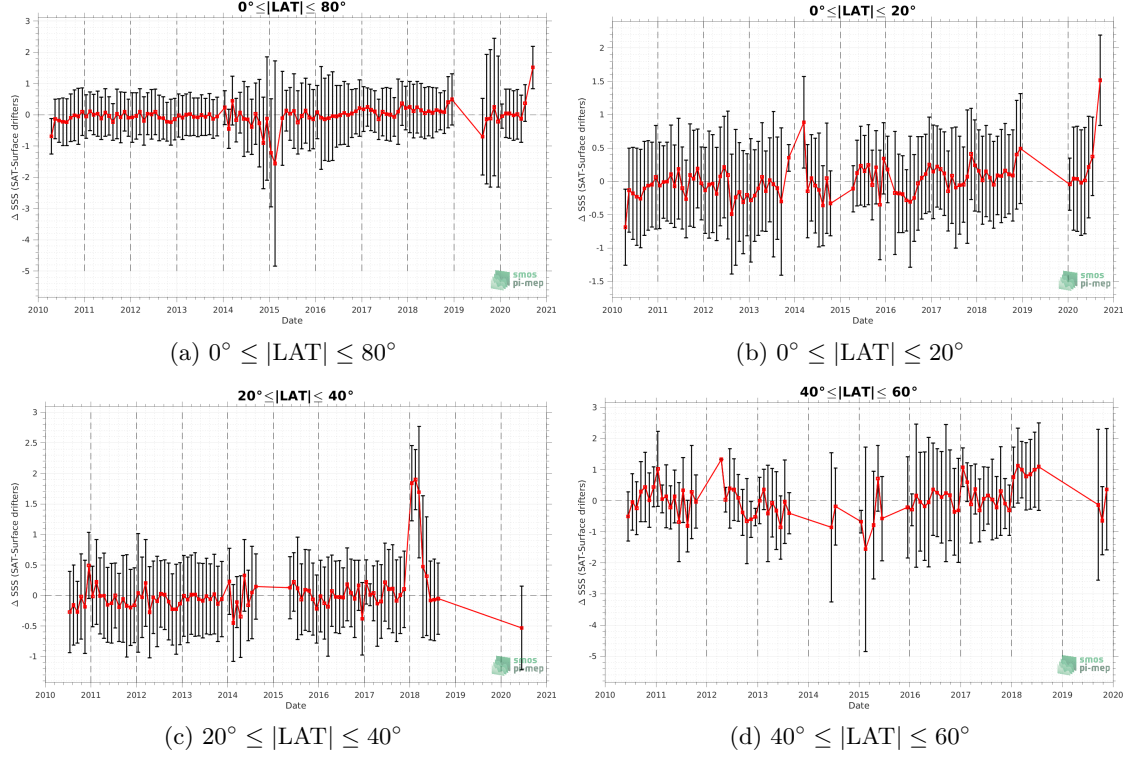 0°≤|LAT|≤ 80°
3
2
1
0
-1
-2
-3
-4
-5
Δ SSS (SAT-Surface drifters)
2010 2011 2012 2013 2014 2015 2016 2017 2018 2019 2020 2021
Date
smos
pi-mep
(a) 0° ≤ |LAT| ≤ 80°
0°≤|LAT|≤ 20°
2
1.5
1
0.5
0
-0.5
-1
-1.5
Δ SSS (SAT-Surface drifters)
2010 2011 2012 2013 2014 2015 2016 2017 2018 2019 2020 2021
Date
smos
pi-mep
(b) 0° ≤ |LAT| ≤ 20°
20°≤|LAT|≤ 40°
3
2.5
2
1.5
1
0.5
0
-0.5
-1
Δ SSS (SAT-Surface drifters)
2010 2011 2012 2013 2014 2015 2016 2017 2018 2019 2020 2021
Date
smos
pi-mep
(c) 20° ≤ |LAT| ≤ 40°
40°≤|LAT|≤ 60°
3
2
1
0
-1
-2
-3
-4
-5
Δ SSS (SAT-Surface drifters)
2010 2011 2012 2013 2014 2015 2016 2017 2018 2019 2020
Date
smos
pi-mep
(d) 40° ≤ |LAT| ≤ 60°